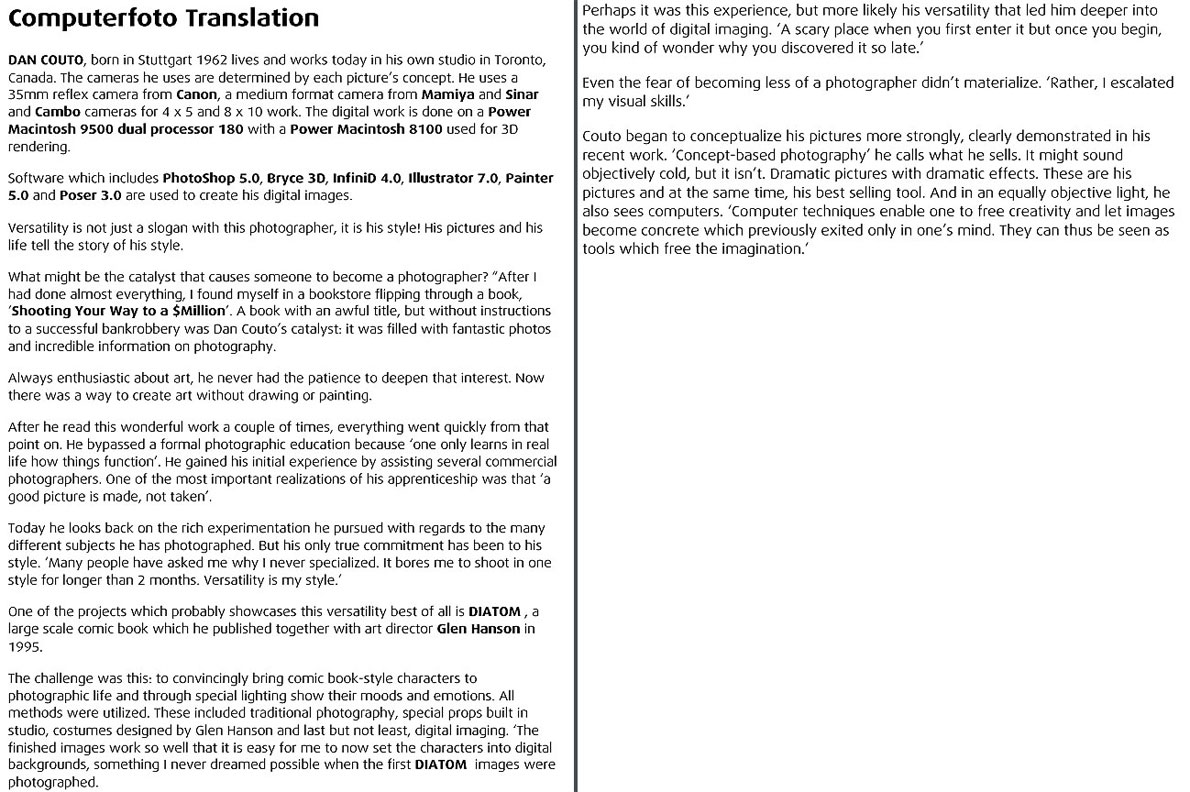 Computerfoto Translation
DAN COUTO, born in Stuttgart 1962 lives and works today in his own studio in Toronto,
Canada. The cameras he uses are determined by each picture's concept. He uses a
35mm reflex camera from Canon, a medium format camera from Mamiya and Sinar
and Cambo cameras for 4 x 5 and 8 x 10 work. The digital work is done on a Power
Macintosh 9500 dual processor 180 with a Power Macintosh 8100 used for 3D
rendering.
Software which includes PhotoShop 5.0, Bryce 3D, InfiniD 4.0, Illustrator 7.0, Painter
5.0 and Poser 3.0 are used to create his digital images.
Versatility is not just a slogan with this photographer, it is his style! His pictures and his
life tell the story of his style.
What might be the catalyst that causes someone to become a photographer? “After I
had done almost everything, I found myself in a bookstore flipping through a book,
‘Shooting Your Way to a $Million’. A book with an awful title, but without instructions
to a successful bankrobbery was Dan Couto's catalyst: it was filled with fantastic photos
and incredible information on photography.
Always enthusiastic about art, he never had the patience to deepen that interest. Now
there was a way to create art without drawing or painting.
After he read this wonderful work a couple of times, everything went quickly from that
point on. He bypassed a formal photographic education because ‘one only learns in real
life how things function’. He gained his initial experience by assisting several commercial
photographers. One of the most important realizations of his apprenticeship was that ‘a
good picture is made, not taken’.
Today he looks back on the rich experimentation he pursued with regards to the many
different subjects he has photographed. But his only true commitment has been to his
style. ‘Many people have asked me why I never specialized. It bores me to shoot in one
style for longer than 2 months. Versatility is my style.’
One of the projects which probably showcases this versatility best of all is DIATOM , a
large scale comic book which he published together with art director Glen Hanson in
1995.
The challenge was this: to convincingly bring comic book-style characters to
photographic life and through special lighting show their moods and emotions. All
methods were utilized. These included traditional photography, special props built in
studio, costumes designed by Glen Hanson and last but not least, digital imaging. ‘The
finished images work so well that it is easy for me to now set the characters into digital
backgrounds, something I never dreamed possible when the first DIATOM images were
photographed.
Perhaps it was this experience, but more likely his versatility that led him deeper into
the world of digital imaging. ‘A scary place when you first enter it but once you begin,
you kind of wonder why you discovered it so late.’
Even the fear of becoming less of a photographer didn't materialize. ‘Rather, I escalated
my visual skills.’
Couto began to conceptualize his pictures more strongly, clearly demonstrated in his
recent work. ‘Concept-based photography’ he calls what he sells. It might sound
objectively cold, but it isn't. Dramatic pictures with dramatic effects. These are his
pictures and at the same time, his best selling tool. And in an equally objective light, he
also sees computers. ‘Computer techniques enable one to free creativity and let images
become concrete which previously exited only in one's mind. They can thus be seen as
tools which free the imagination.’